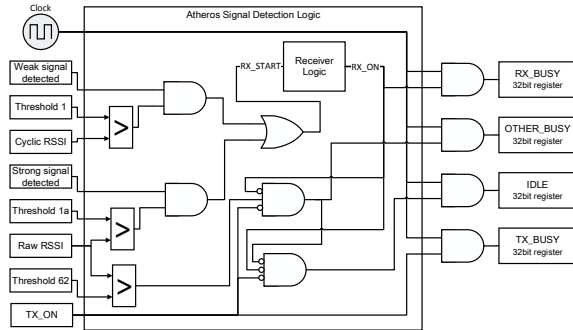 Clock
Atheros Signal Detection Logic
Weak signal
detected
Threshold 1
Cyclic RSSI
>
RX_START
Receiver
Logic
RX_ON
RX_BUSY
32bit register
OTHER_BUSY
32bit register
Strong signal
detected
Threshold 1a
Raw RSSI
>
IDLE
32bit register
Threshold 62
>
TX_ON
TX_BUSY
32bit register